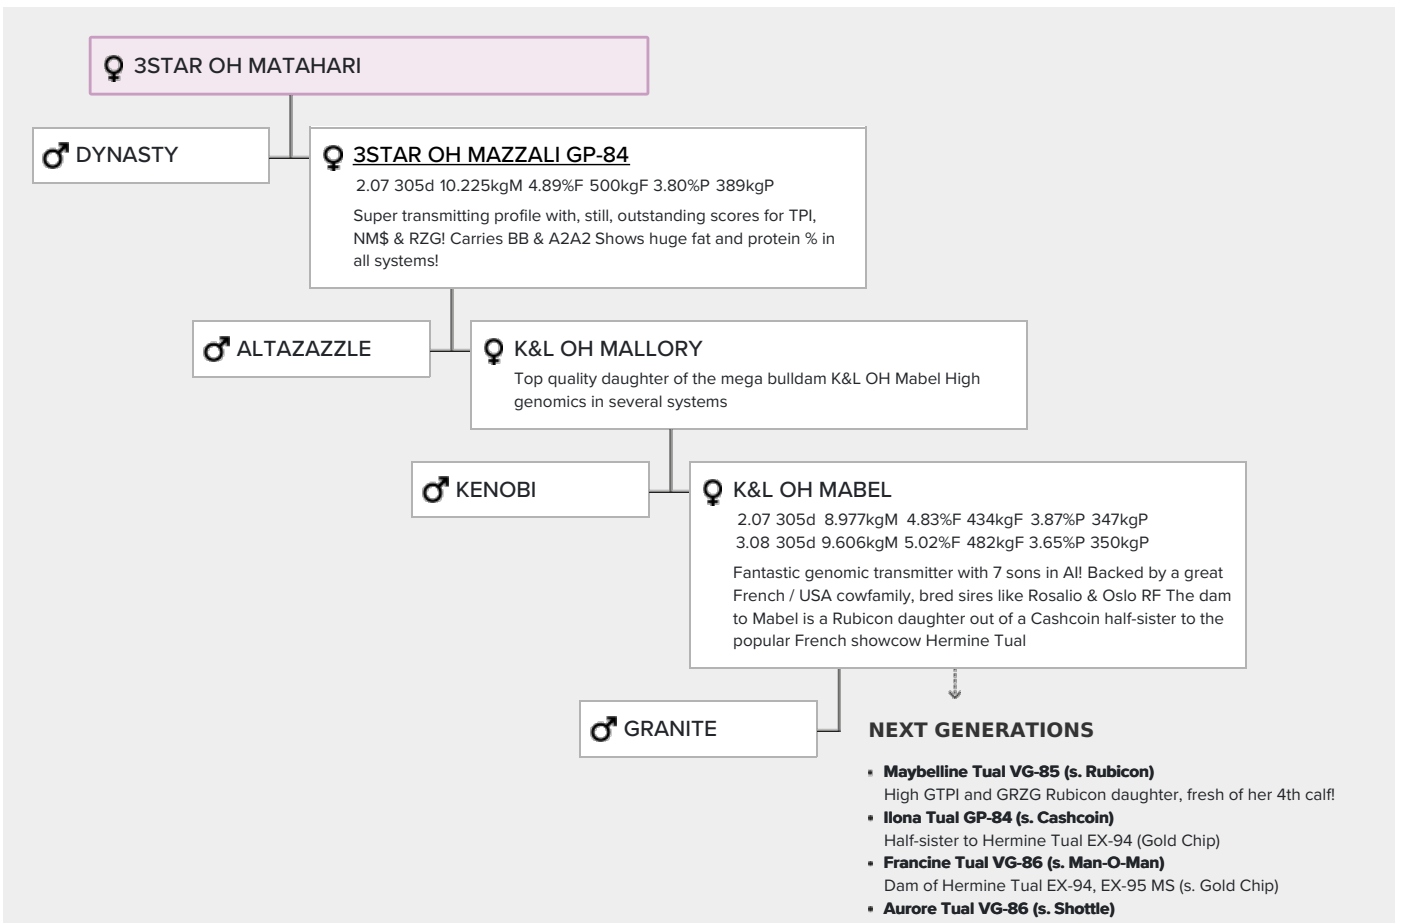 3STAR OH MATAHARI
DYNASTY
3STAR OH MAZZALI GP-84
2.07 305d 10.225kgM 4.89%F 500kgF 3.80%P 389kgP
Super transmitting profile with, still, outstanding scores for TPI,
NM$ & RZG! Carries BB & A2A2 Shows huge fat and protein % in
all systems!
ALTAZAZZLE
K&L OH MALLORY
Top quality daughter of the mega bulldam K&L OH Mabel High
genomics in several systems
KENOBI
K&L OH MABEL
2.07 305d 8.977kgM 4.83%F 434kgF 3.87%P 347kgP
3.08 305d 9.606kgM 5.02%F 482kgF 3.65%P 350kgP
Fantastic genomic transmitter with 7 sons in AI! Backed by a great
French / USA cowfamily, bred sires like Rosalio & Oslo RF The dam
to Mabel is a Rubicon daughter out of a Cashcoin half-sister to the
popular French showcow Hermine Tual
GRANITE
NEXT GENERATIONS
• Maybelline Tual VG-85 (s. Rubicon)
High GTPI and GRZG Rubicon daughter, fresh of her 4th calf!
• Ilona Tual GP-84 (s. Cashcoin)
Half-sister to Hermine Tual EX-94 (Gold Chip)
• Francine Tual VG-86 (s. Man-O-Man)
Dam of Hermine Tual EX-94, EX-95 MS (s. Gold Chip)
• Aurore Tual VG-86 (s. Shottle)